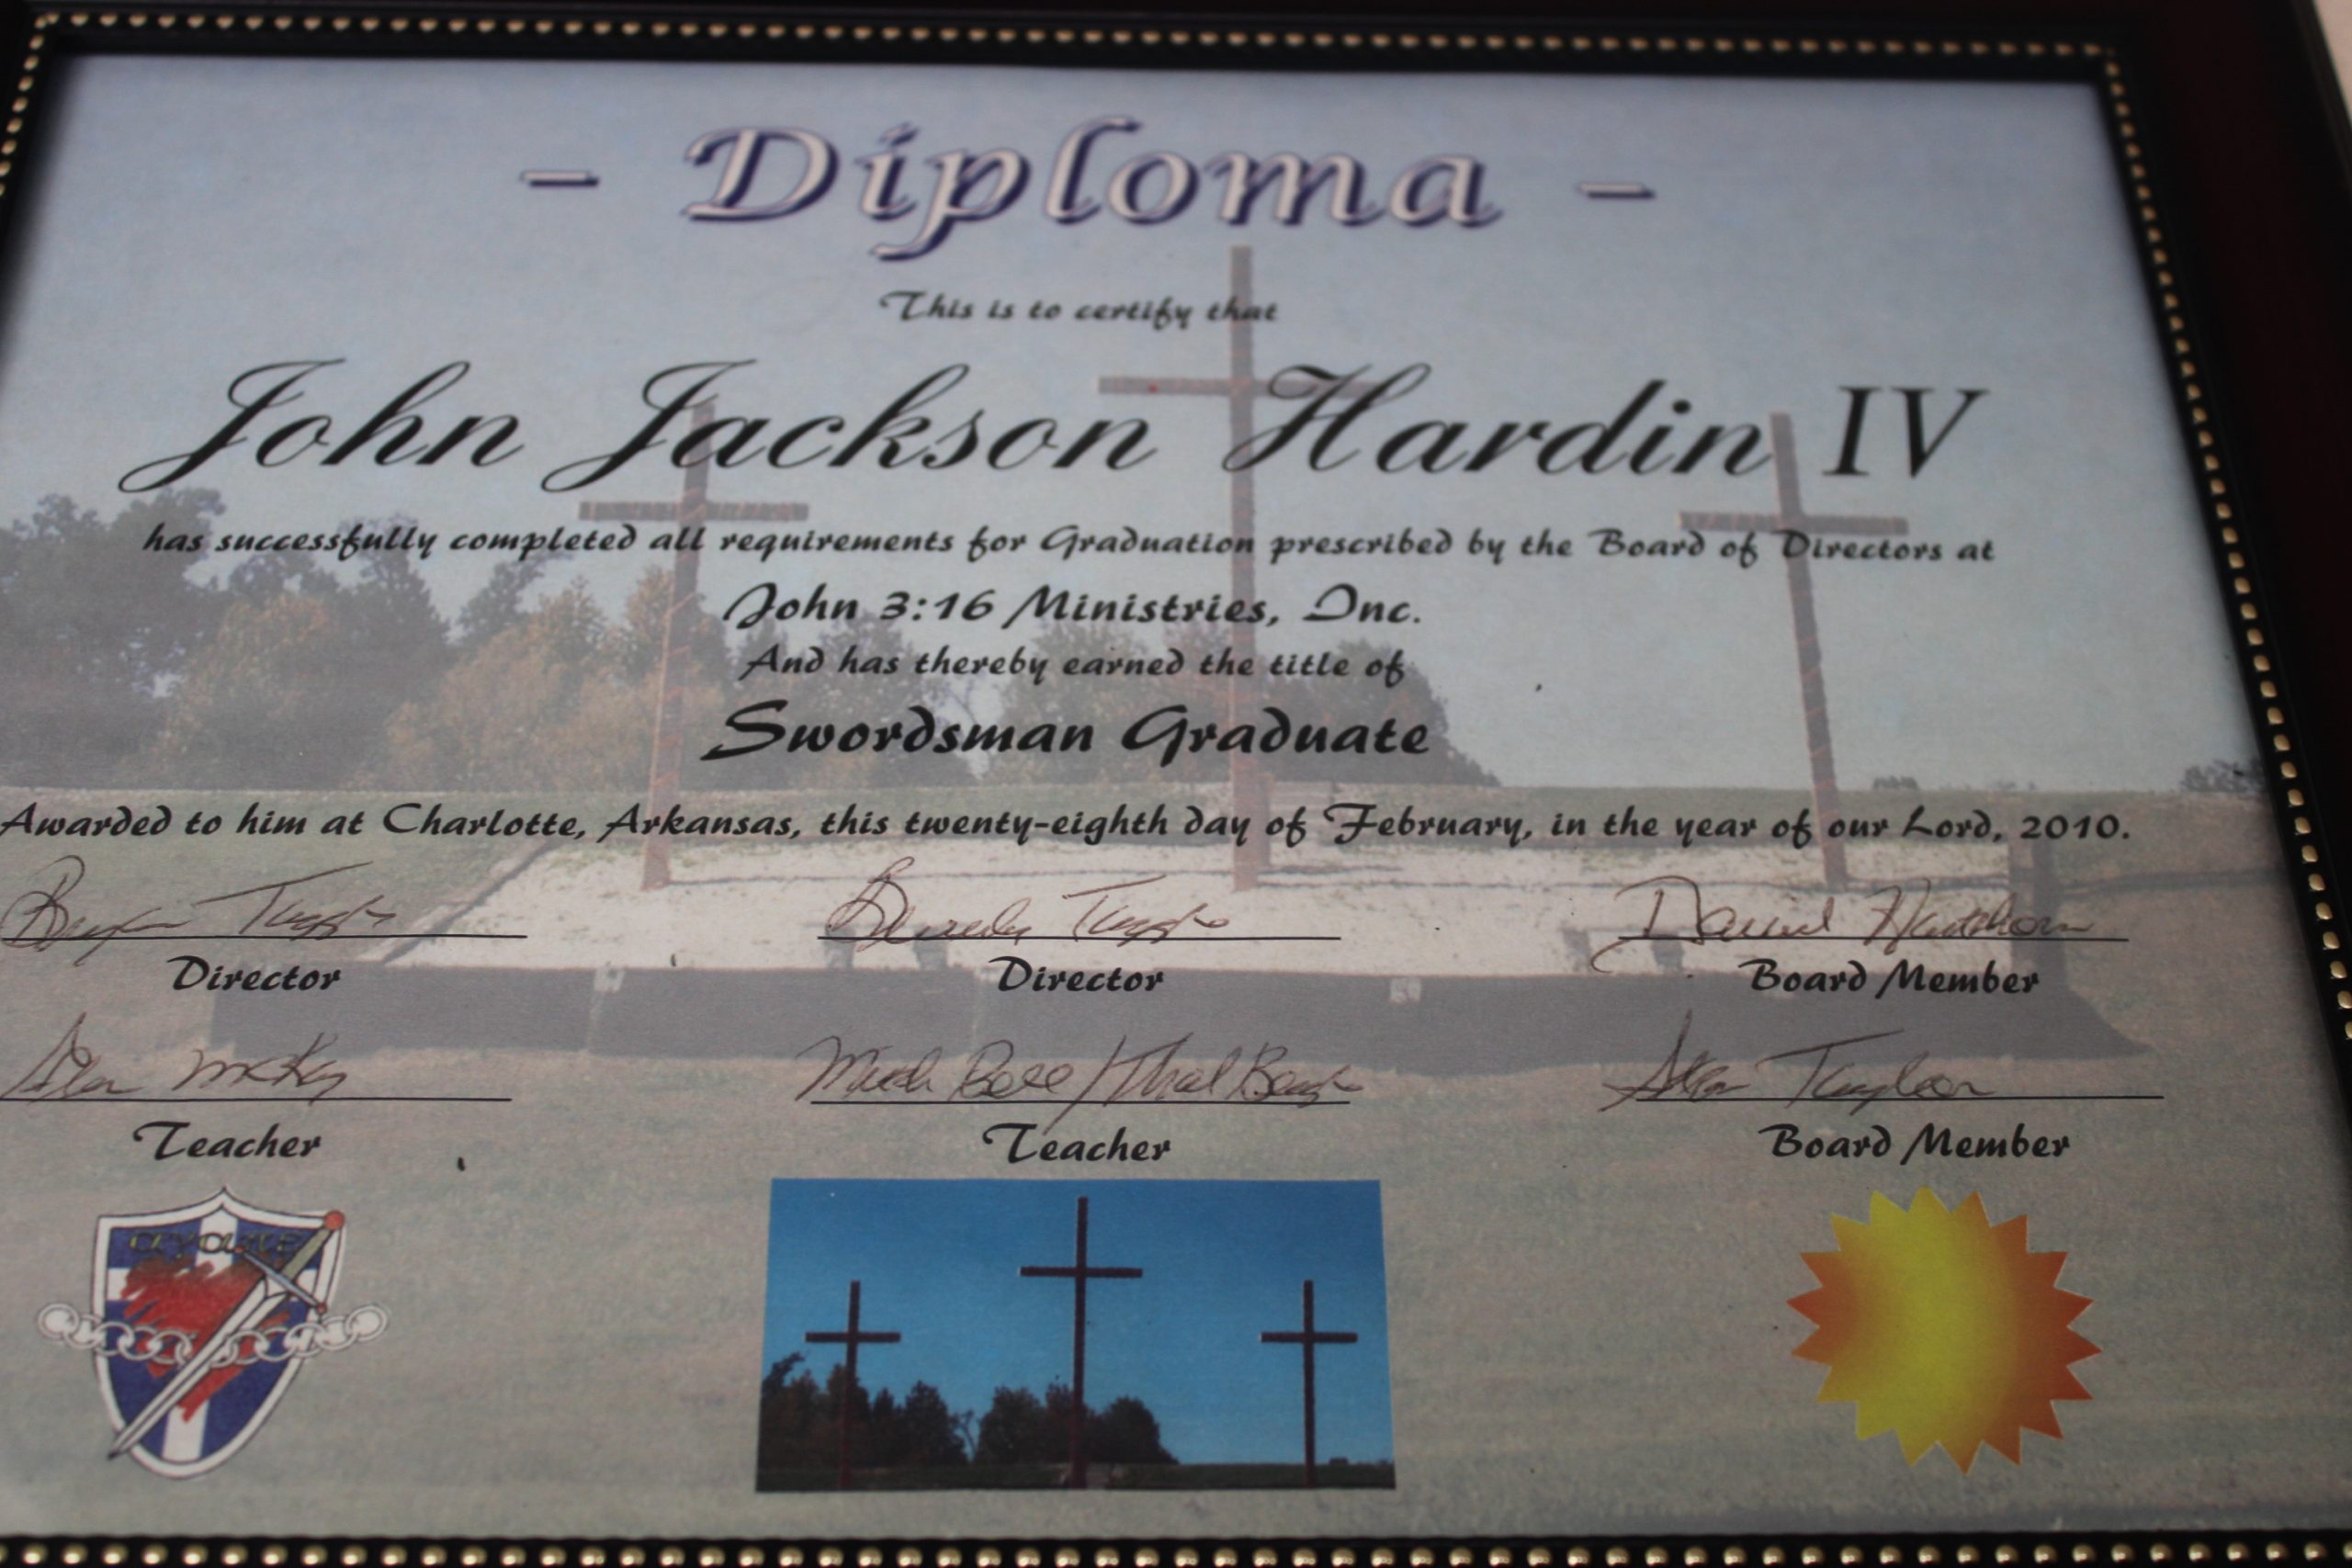 - Diploma -
This is to certify that
John Jackson Hardin IV
has successfully completed all requirements for Graduation prescribed by the Board of Directors at
John 3:16 Ministries, Inc.
And has thereby earned the title of
Swordsman Graduate
Awarded to him at Charlotte, Arkansas, this twenty-eighth day of February, in the year of our Lord, 2010.
Director
Director
Board Member
Teacher
Teacher
Board Member